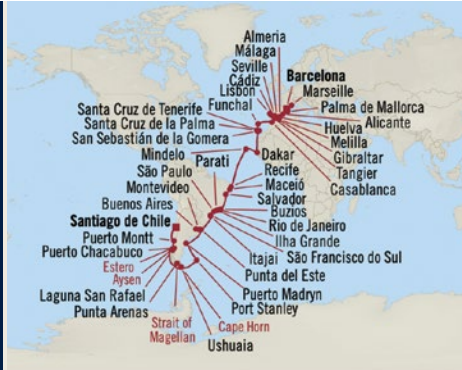 Almeria
Málaga
Seville
Cádiz
Lisbon
Funchal
Barcelona
Marseille
Palma de Mallorca
Alicante
Huelva
Melilla
Gibraltar
Tangier
Casablanca
Santa Cruz de Tenerife
Santa Cruz de la Palma
San Sebastián de la Gomera
Mindelo
Dakar
Parati
Recife
São Paulo
Maceió
Montevideo
Salvador
Buenos Aires
Buzios
Santiago de Chile
Rio de Janeiro
Puerto Montt
Ilha Grande
Puerto Chacabuco
São Francisco do Sul
Itajai
Estero
Aysen
Punta del Este
Laguna San Rafael
Puerto Madryn
Punta Arenas
Port Stanley
Strait of
Magellan
Cape Horn
Ushuaia